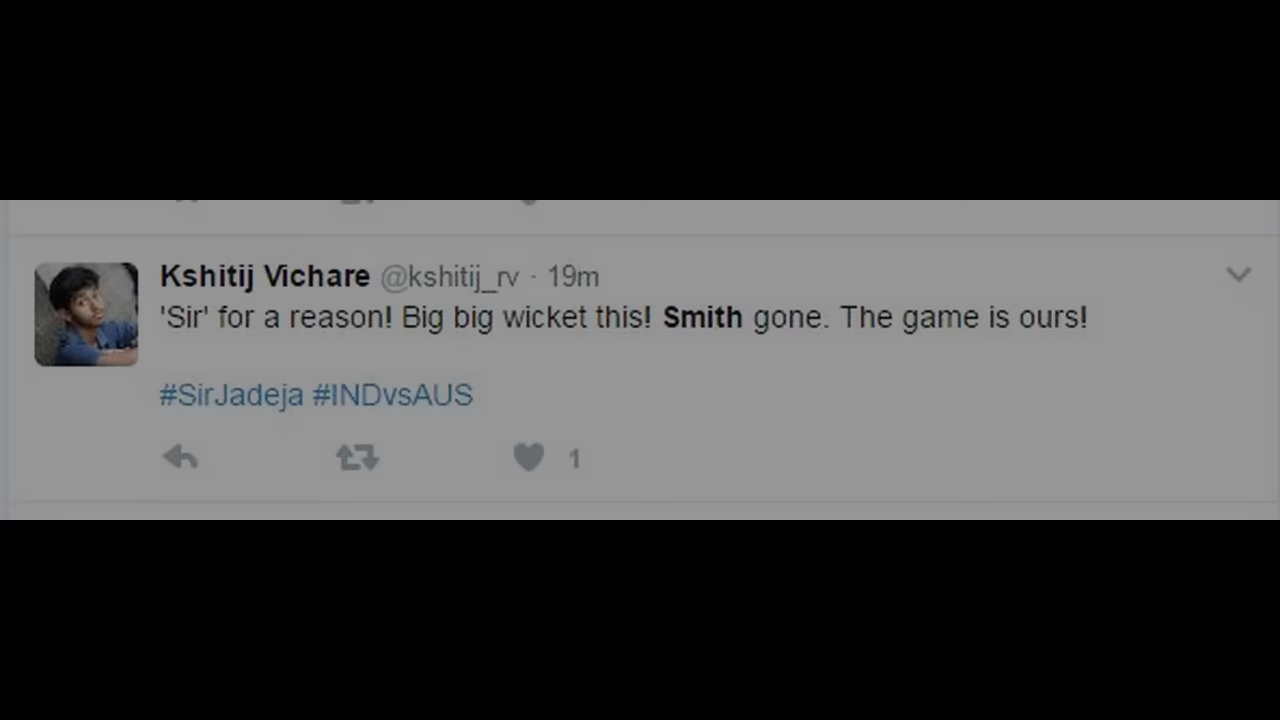 Kshitij Vichare @kshitij_rv · 19m
'Sir' for a reason! Big big wicket this! Smith gone. The game is ours!
#SirJadeja #INDvsAUS
1